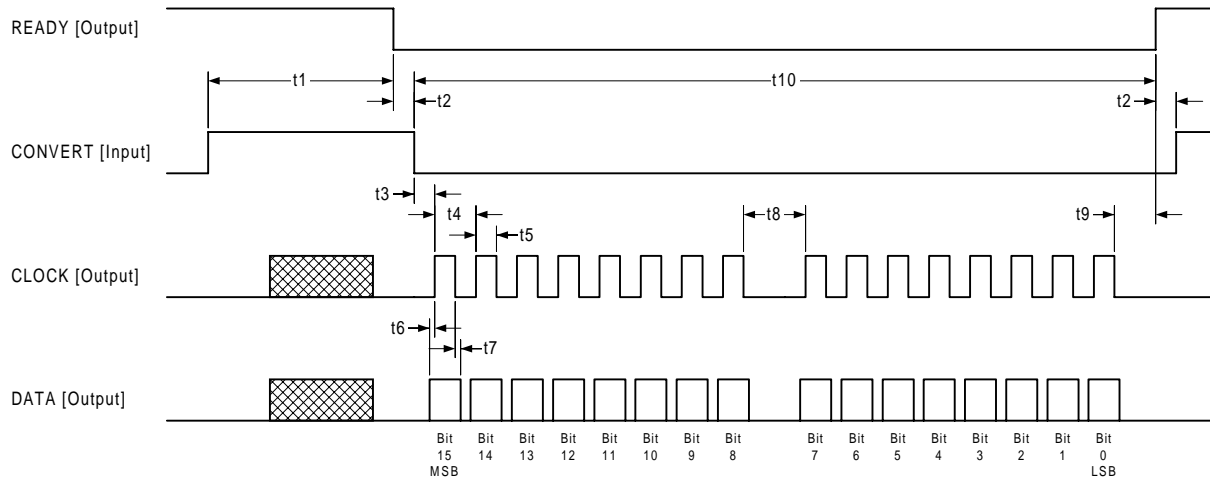 READY [Output]
t1
t10
t2
t2
CONVERT [Input]
t3
t4
t8
t9
t5
CLOCK [Output]
t6
t7
DATA [Output]
Bit Bit Bit Bit Bit Bit Bit Bit Bit Bit Bit Bit Bit Bit Bit Bit
15 14 13 12 11 10 9 8 7 6 5 4 3 2 1 0
MSB LSB